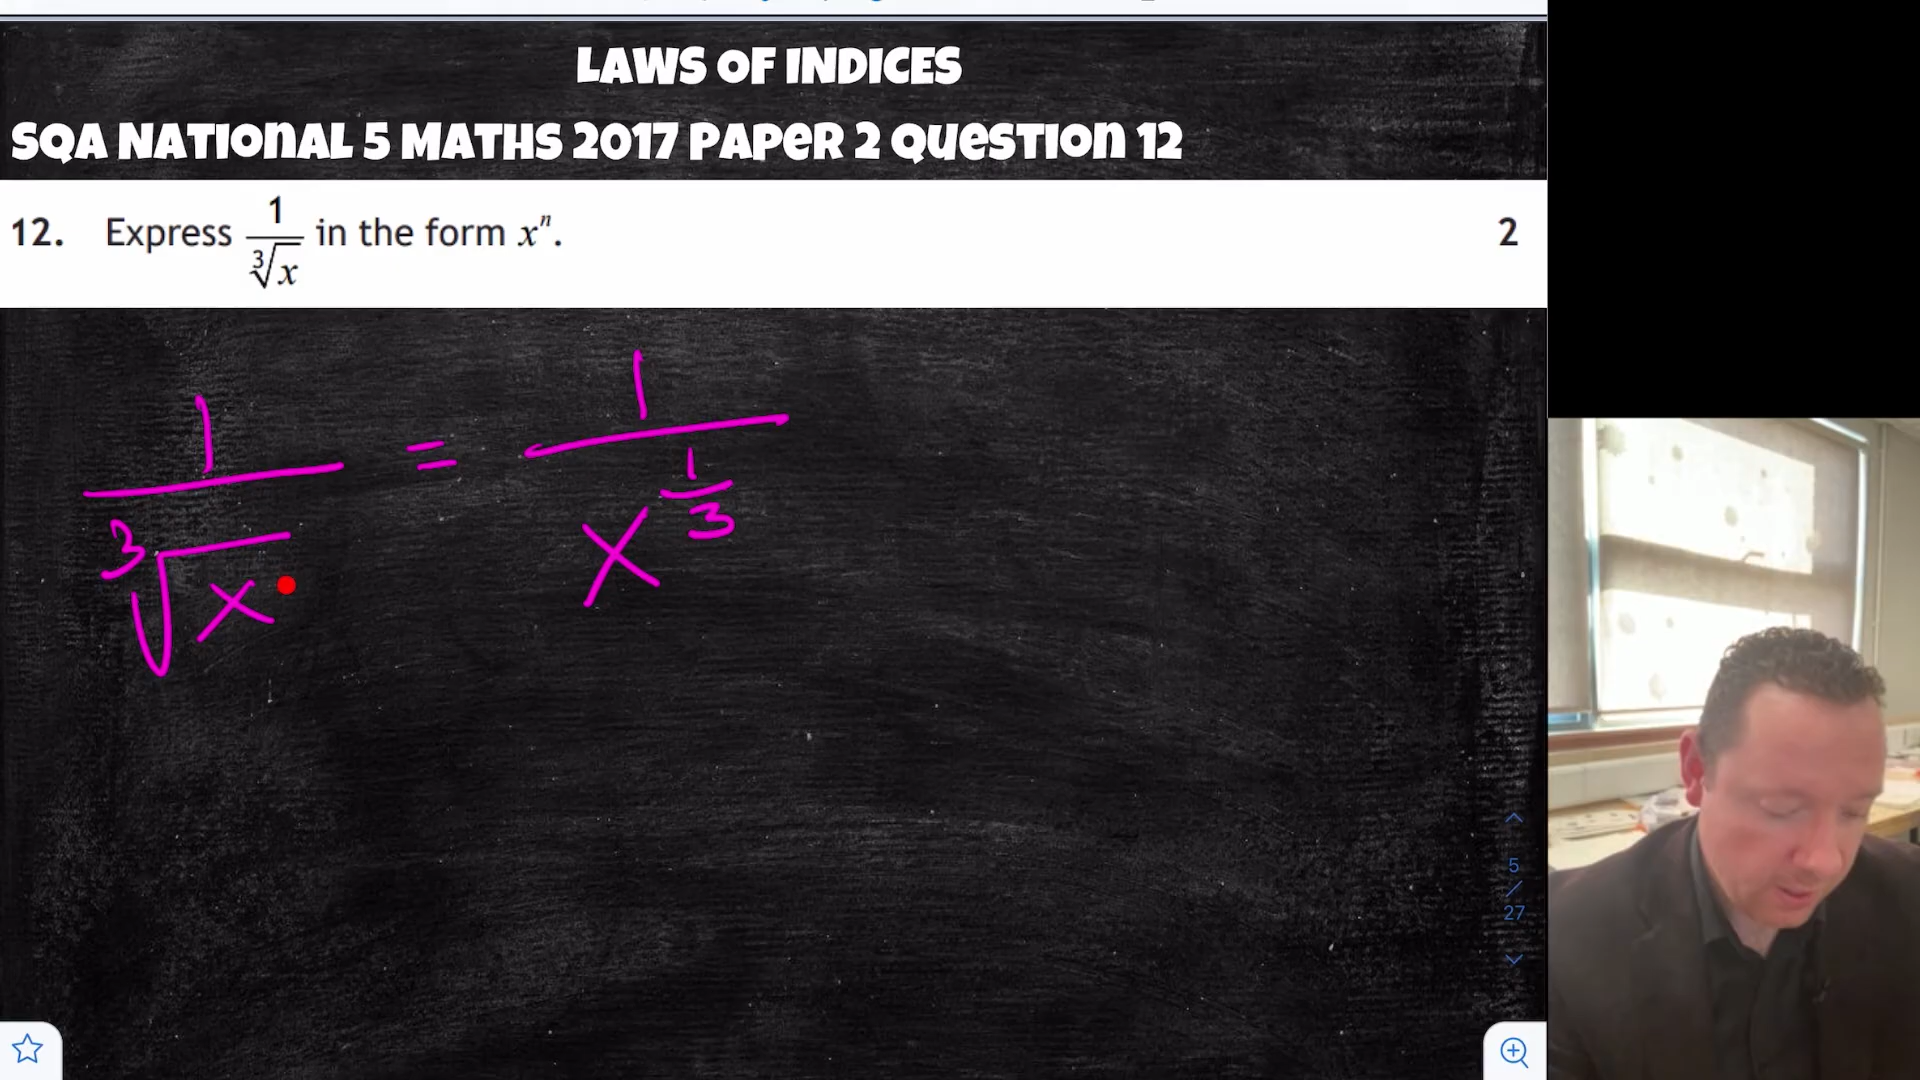 LAWS OF INDICES
SQA NATIONAL 5 MATHS 2017 PAPER 2 QUESTION 12
12. Express 1/∛x in the form xⁿ. 2
1/∛x = 1/x^(1/3)
5
/
27